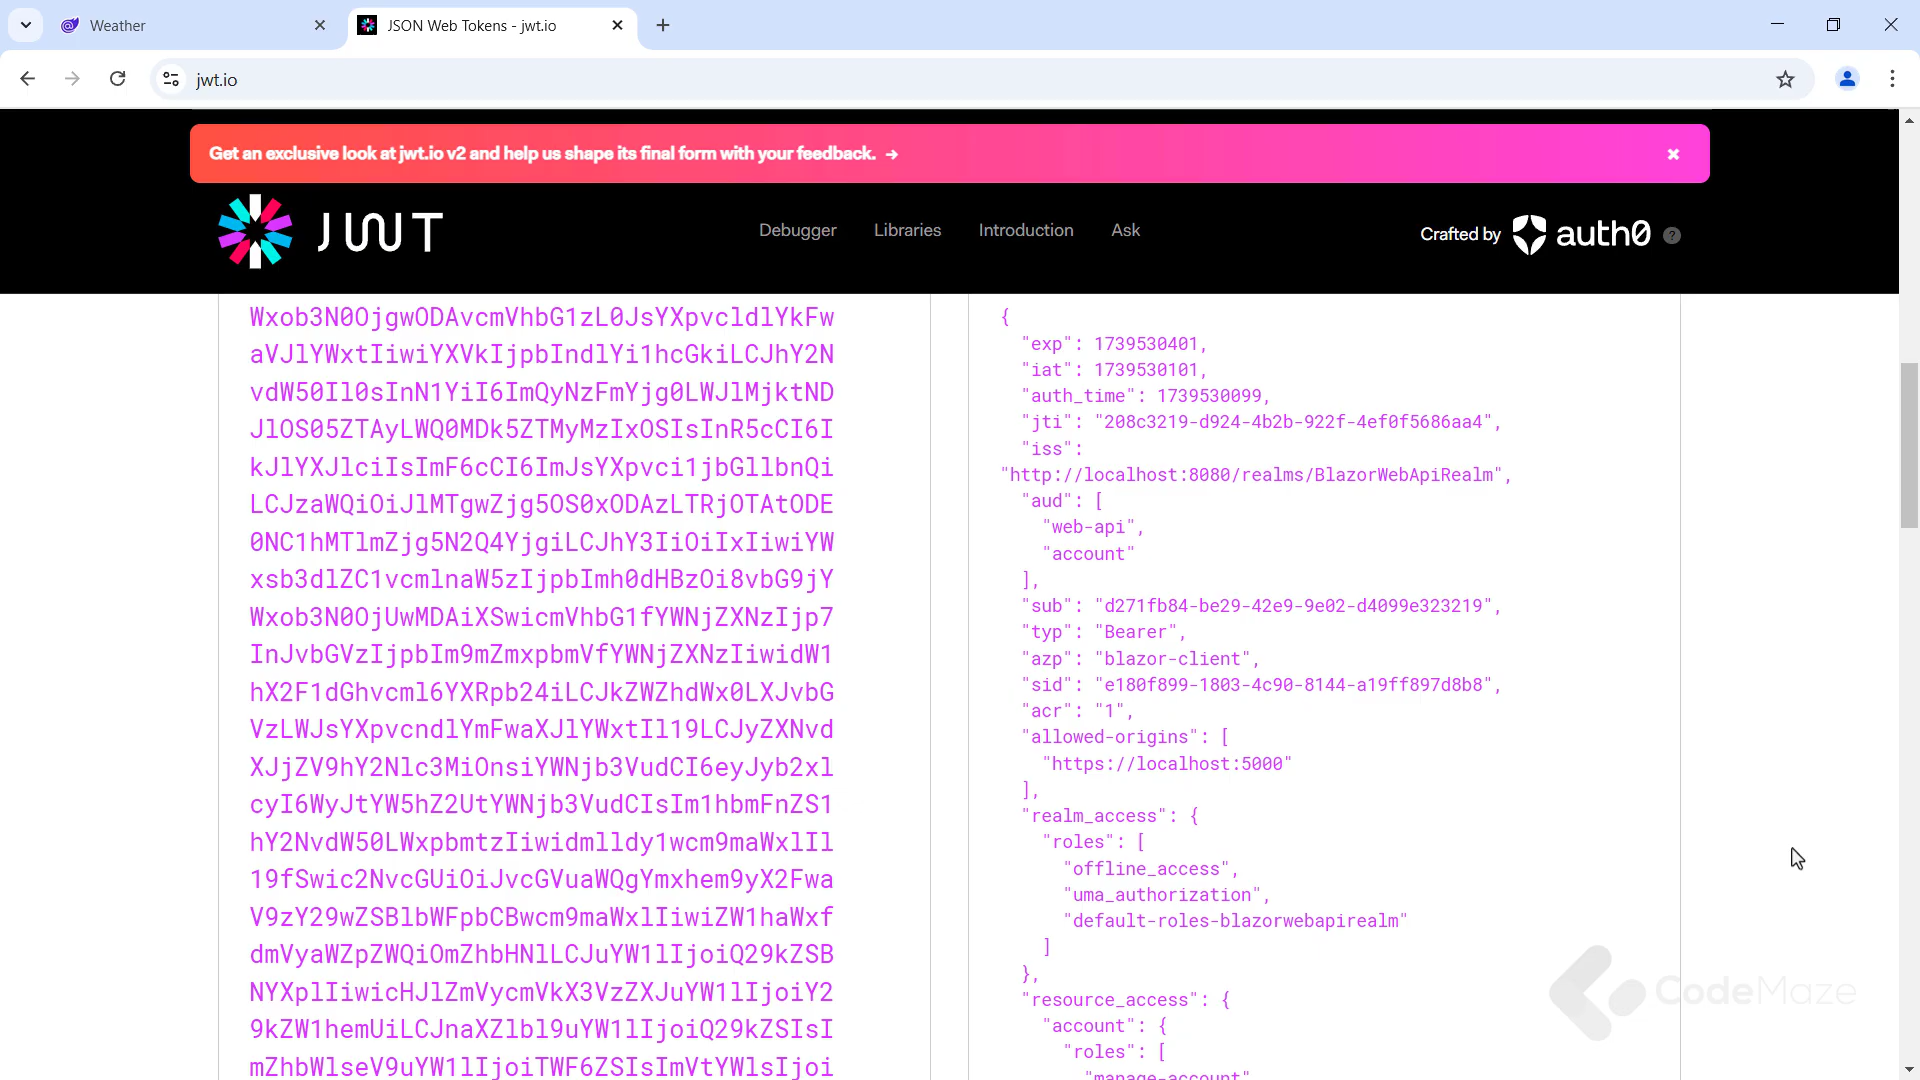 Weather
JSON Web Tokens - jwt.io
jwt.io
Get an exclusive look at jwt.io v2 and help us shape its final form with your feedback. →
JWT
Debugger
Libraries
Introduction
Ask
Crafted by auth0
?
Wxob3N0OjgwODAvcmVhbG1zL0JsYXpvcldlYkFw
aVJlYWxtIiwiYXVkIjpbIndlYi1hcGkiLCJhY2N
vdW50Il0sInN1YiI6ImQyNzFmYjg0LWJlMjktND
JlOS05ZTAyLWQ0MDk5ZTMyMzIxOSIsInR5cCI6I
kJlYXJlciIsImF6cCI6ImJsYXpvci1jbGllbnQi
LCJzaWQiOiJlMTgwZjg5OS0xODAzLTRjOTAtODE
0NC1hMTlmZjg5N2Q4YjgiLCJhY3IiOiIxIiwiYW
xsb3dlZC1vcmlnaW5zIjpbImh0dHBzOi8vbG9jY
Wxob3N0OjUwMDAiXSwicmVhbG1fYWNjZXNzIjp7
InJvbGVzIjpbIm9mZmxpbmVfYWNjZXNzIiwidW1
hX2F1dGhvcml6YXRpb24iLCJkZWZhdWx0LXJvbG
VzLWJsYXpvcndlYmFwaXJlYWxtIl19LCJyZXNvd
XJjZV9hY2Nlc3MiOnsiYWNjb3VudCI6eyJyb2xl
cyI6WyJtYW5hZ2UtYWNjb3VudCIsIm1hbmFnZS1
hY2NvdW50LWxpbmtzIiwidmlldy1wcm9maWxlIl
19fSwic2NvcGUiOiJvcGVuaWQgYmxhem9yX2Fwa
V9zY29wZSBlbWFpbCBwcm9maWxlIiwiZW1haWxf
dmVyaWZpZWQiOmZhbHNlLCJuYW1lIjoiQ29kZSB
NYXplIiwicHJlZmVycmVkX3VzZXJuYW1lIjoiY2
9kZW1hemUiLCJnaXZlbl9uYW1lIjoiQ29kZSIsI
mZhbWlseV9uYW1lIjoiTWF6ZSIsImVtYWlsIjoi
{
"exp": 1739530401,
"iat": 1739530101,
"auth_time": 1739530099,
"jti": "208c3219-d924-4b2b-922f-4ef0f5686aa4",
"iss":
"http://localhost:8080/realms/BlazorWebApiRealm",
"aud": [
"web-api",
"account"
],
"sub": "d271fb84-be29-42e9-9e02-d4099e323219",
"typ": "Bearer",
"azp": "blazor-client",
"sid": "e180f899-1803-4c90-8144-a19ff897d8b8",
"acr": "1",
"allowed-origins": [
"https://localhost:5000"
],
"realm_access": {
"roles": [
"offline_access",
"uma_authorization",
"default-roles-blazorwebapirealm"
]
},
"resource_access": {
"account": {
"roles": [
"manage-account"
CodeMaze